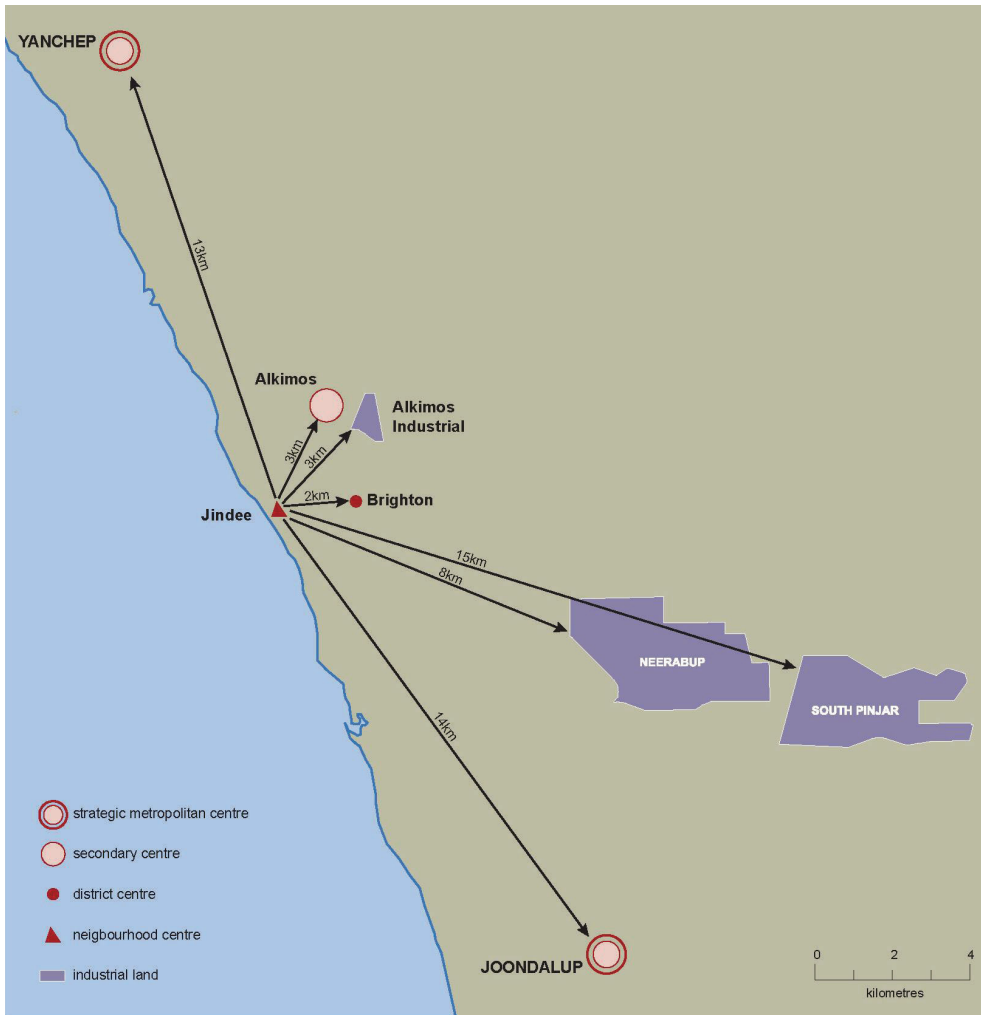 YANCHEP
13km
Alkimos
Alkimos
Industrial
3km
3km
2km
Brighton
Jindee
15km
8km
NEERABUP
SOUTH PINJAR
14km
strategic metropolitan centre
secondary centre
district centre
neigbourhood centre
industrial land
JOONDALUP
0 2 4
kilometres